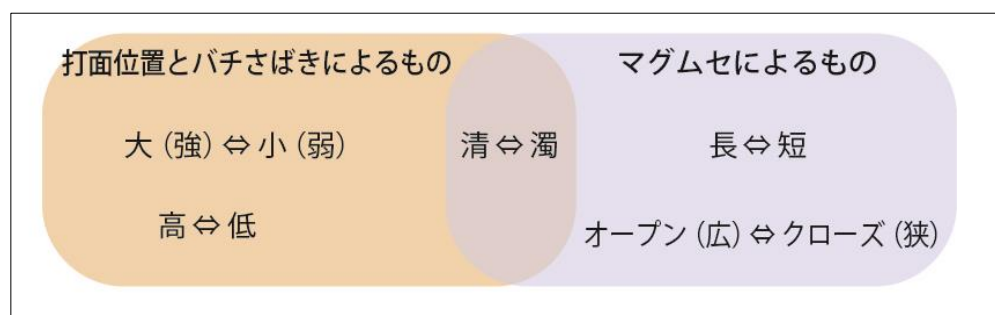 打面位置とバチさばきによるもの
マグムセによるもの
大（強）⇔ 小（弱）
清 ⇔ 濁
長 ⇔ 短
高 ⇔ 低
オープン（広）⇔ クローズ（狭）